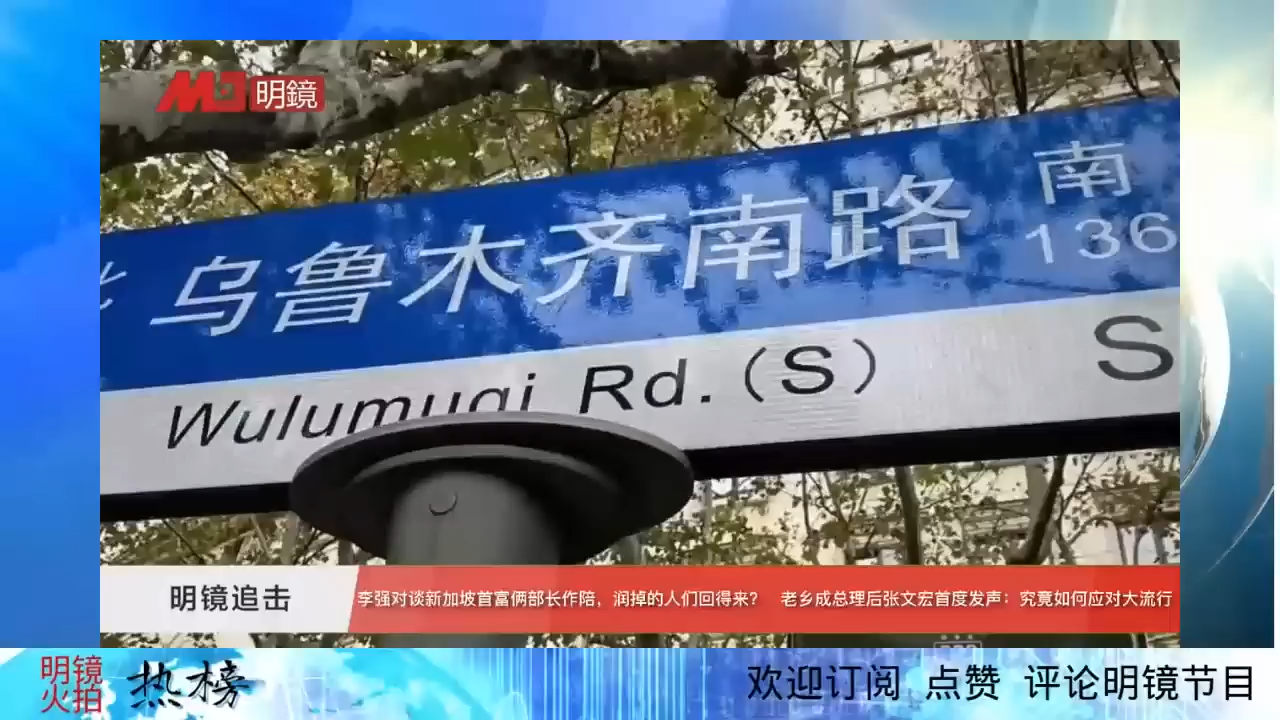 明鏡
乌鲁木齐南路
南
136
Wulumuqi Rd. (S)
S
明镜追击
李强对谈新加坡首富俩部长作陪，润掉的人们回得来？ 老乡成总理后张文宏首度发声：究竟如何应对大流行
明镜
火拍
热榜
欢迎订阅 点赞 评论明镜节目